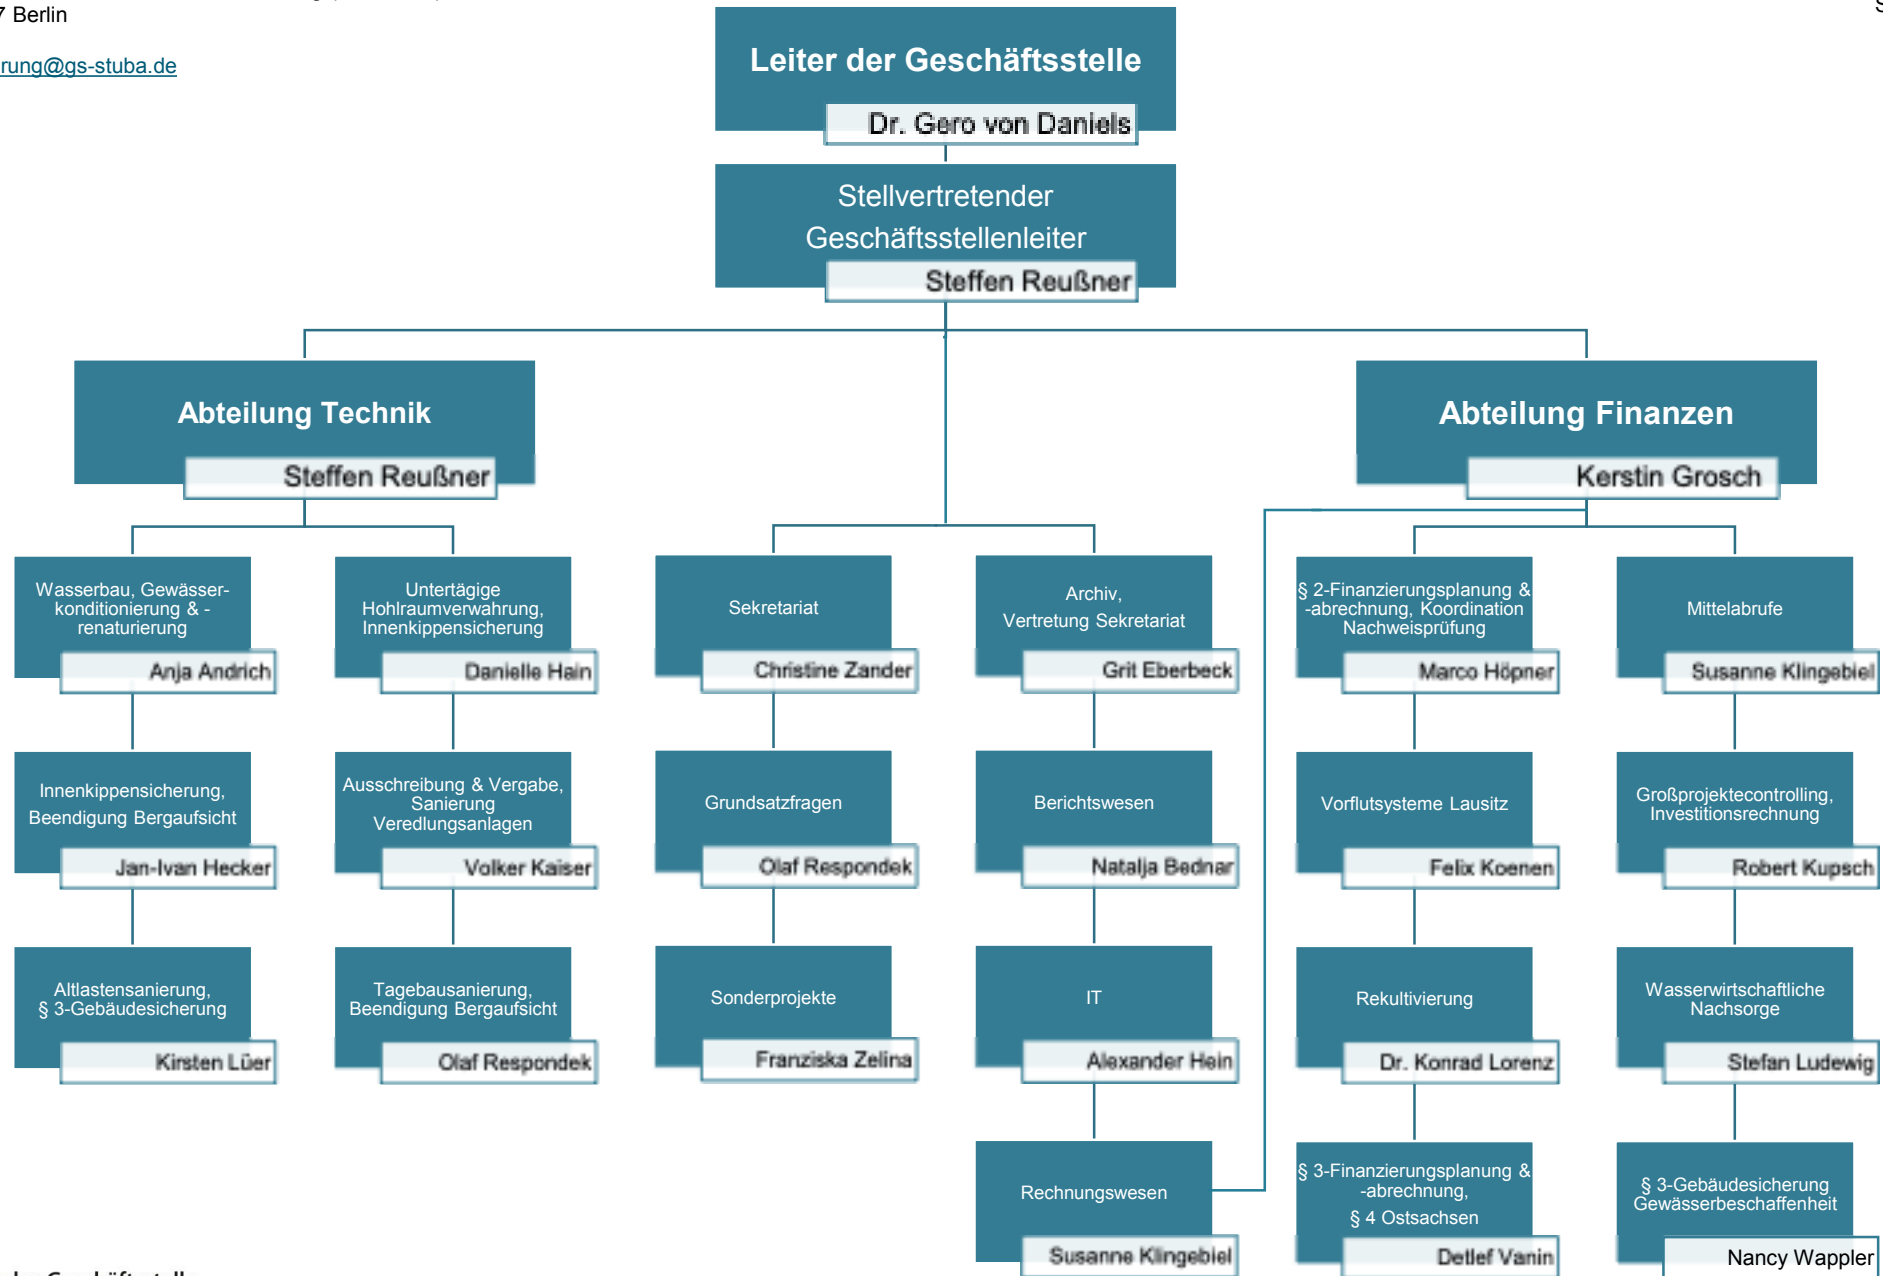 7 Berlin
rung@gs-stuba.de
Leiter der Geschäftsstelle
Dr. Gero von Daniels
Stellvertretender
Geschäftsstellenleiter
Steffen Reußner
Abteilung Technik
Steffen Reußner
Abteilung Finanzen
Kerstin Grosch
Wasserbau, Gewässer-
konditionierung & -
renaturierung
Anja Andrich
Untertägige
Hohlraumverwahrung,
Innenkippensicherung
Danielle Hain
Sekretariat
Christine Zander
Archiv,
Vertretung Sekretariat
Grit Eberbeck
§ 2-Finanzierungsplanung &
-abrechnung, Koordination
Nachweisprüfung
Marco Höpner
Mittelabrufe
Susanne Klingebiel
Innenkippensicherung,
Beendigung Bergaufsicht
Jan-Ivan Hecker
Ausschreibung & Vergabe,
Sanierung
Veredlungsanlagen
Volker Kaiser
Grundsatzfragen
Olaf Respondek
Berichtswesen
Natalja Bednar
Vorflutsysteme Lausitz
Felix Koenen
Großprojektecontrolling,
Investitionsrechnung
Robert Kupsch
Altlastensanierung,
§ 3-Gebäudesicherung
Kirsten Lüer
Tagebausanierung,
Beendigung Bergaufsicht
Olaf Respondek
Sonderprojekte
Franziska Zelina
IT
Alexander Hein
Rekultivierung
Dr. Konrad Lorenz
Wasserwirtschaftliche
Nachsorge
Stefan Ludewig
Rechnungswesen
Susanne Klingebiel
§ 3-Finanzierungsplanung &
-abrechnung,
§ 4 Ostsachsen
Detlef Vanin
§ 3-Gebäudesicherung
Gewässerbeschaffenheit
Nancy Wappler